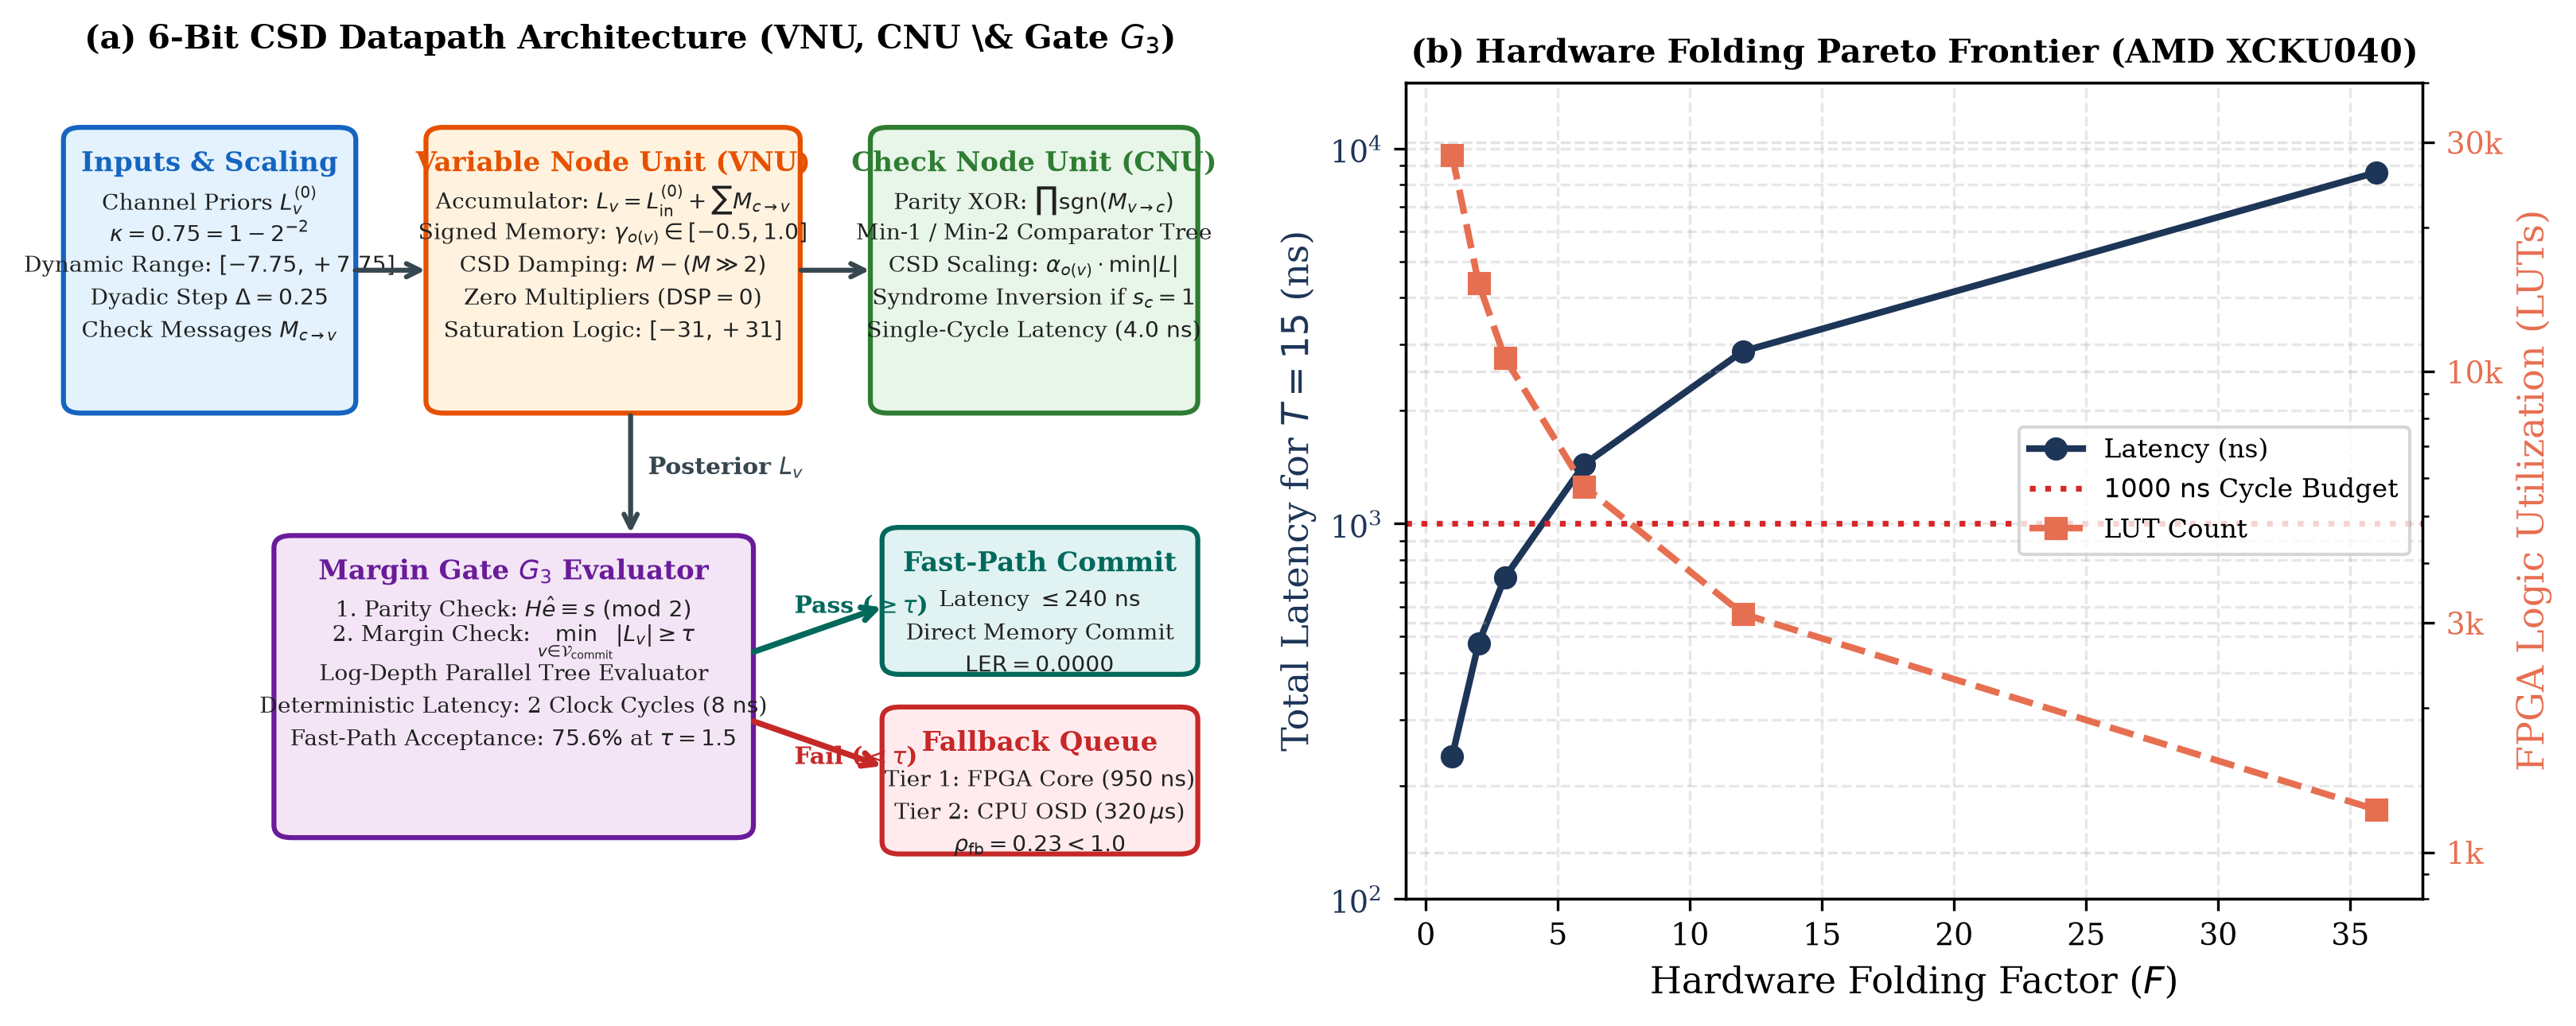 (a) 6-Bit CSD Datapath Architecture (VNU, CNU \& Gate G₃)
Inputs & Scaling
Channel Priors L_v^(0)
κ = 0.75 = 1 − 2⁻²
Dynamic Range: [−7.75, +7.75]
Dyadic Step Δ = 0.25
Check Messages M_c→v
Variable Node Unit (VNU)
Accumulator: L_v = L_in^(0) + ∑ M_c→v
Signed Memory: γ_o(v) ∈ [−0.5, 1.0]
CSD Damping: M − (M ≫ 2)
Zero Multipliers (DSP = 0)
Saturation Logic: [−31, +31]
Check Node Unit (CNU)
Parity XOR: ∏ sgn(M_v→c)
Min-1 / Min-2 Comparator Tree
CSD Scaling: α_o(v) · min|L|
Syndrome Inversion if s_c = 1
Single-Cycle Latency (4.0 ns)
Posterior L_v
Margin Gate G₃ Evaluator
1. Parity Check: Hê ≡ s (mod 2)
2. Margin Check: min_{v∈𝒱_commit} |L_v| ≥ τ
Log-Depth Parallel Tree Evaluator
Deterministic Latency: 2 Clock Cycles (8 ns)
Fast-Path Acceptance: 75.6% at τ = 1.5
Pass (≥ τ)
Fail (< τ)
Fast-Path Commit
Latency ≤ 240 ns
Direct Memory Commit
LER = 0.0000
Fallback Queue
Tier 1: FPGA Core (950 ns)
Tier 2: CPU OSD (320 μs)
ρ_fb = 0.23 < 1.0
(b) Hardware Folding Pareto Frontier (AMD XCKU040)
Total Latency for T = 15 (ns)
10⁴
10³
10²
0 5 10 15 20 25 30 35
Hardware Folding Factor (F)
30k
10k
3k
1k
FPGA Logic Utilization (LUTs)
Latency (ns)
1000 ns Cycle Budget
LUT Count